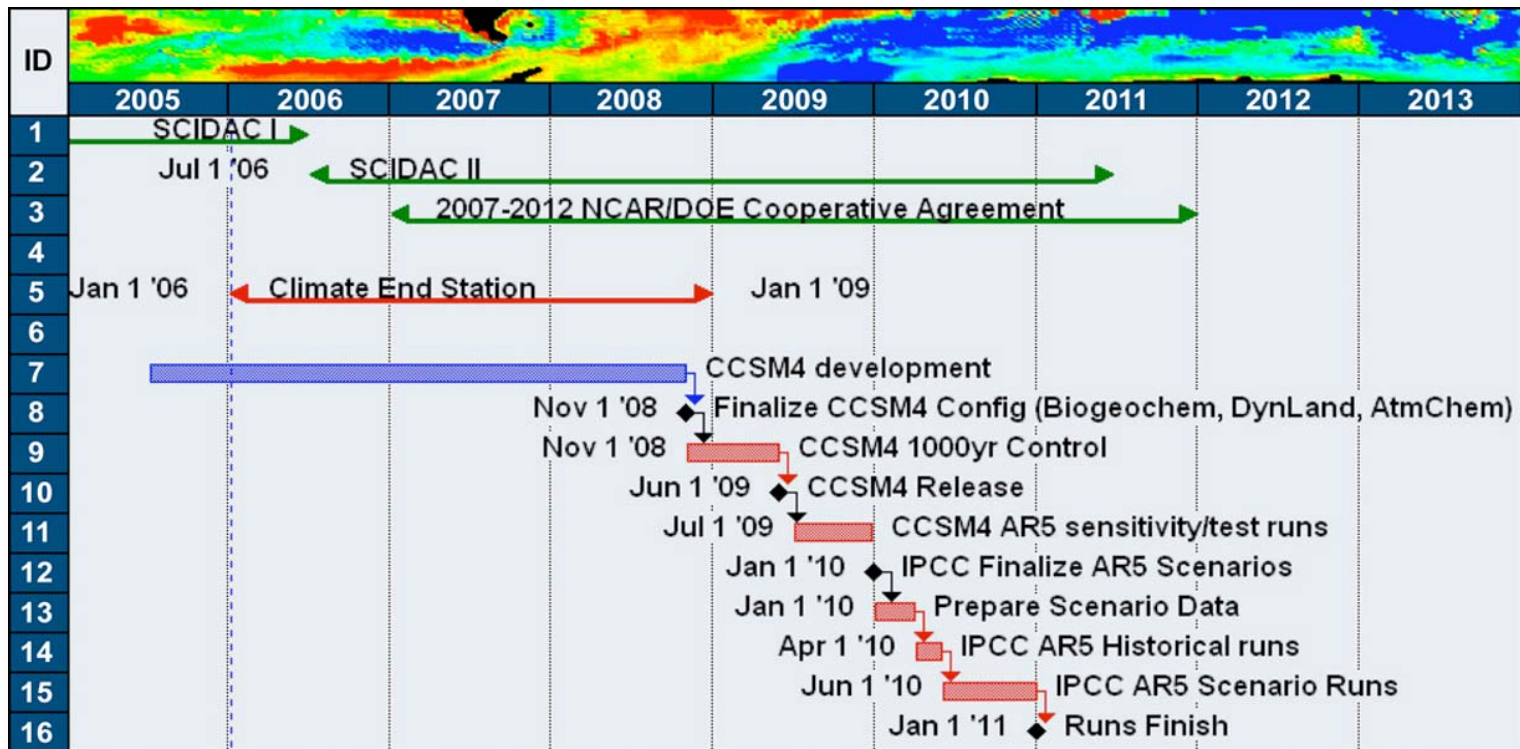 ID
2005 2006 2007 2008 2009 2010 2011 2012 2013
1 SCIDAC I
2 Jul 1 '06 SCIDAC II
3 2007-2012 NCAR/DOE Cooperative Agreement
4
5 Jan 1 '06 Climate End Station Jan 1 '09
6
7 CCSM4 development
8 Nov 1 '08 Finalize CCSM4 Config (Biogeochem, DynLand, AtmChem)
9 Nov 1 '08 CCSM4 1000yr Control
10 Jun 1 '09 CCSM4 Release
11 Jul 1 '09 CCSM4 AR5 sensitivity/test runs
12 Jan 1 '10 IPCC Finalize AR5 Scenarios
13 Jan 1 '10 Prepare Scenario Data
14 Apr 1 '10 IPCC AR5 Historical runs
15 Jun 1 '10 IPCC AR5 Scenario Runs
16 Jan 1 '11 Runs Finish